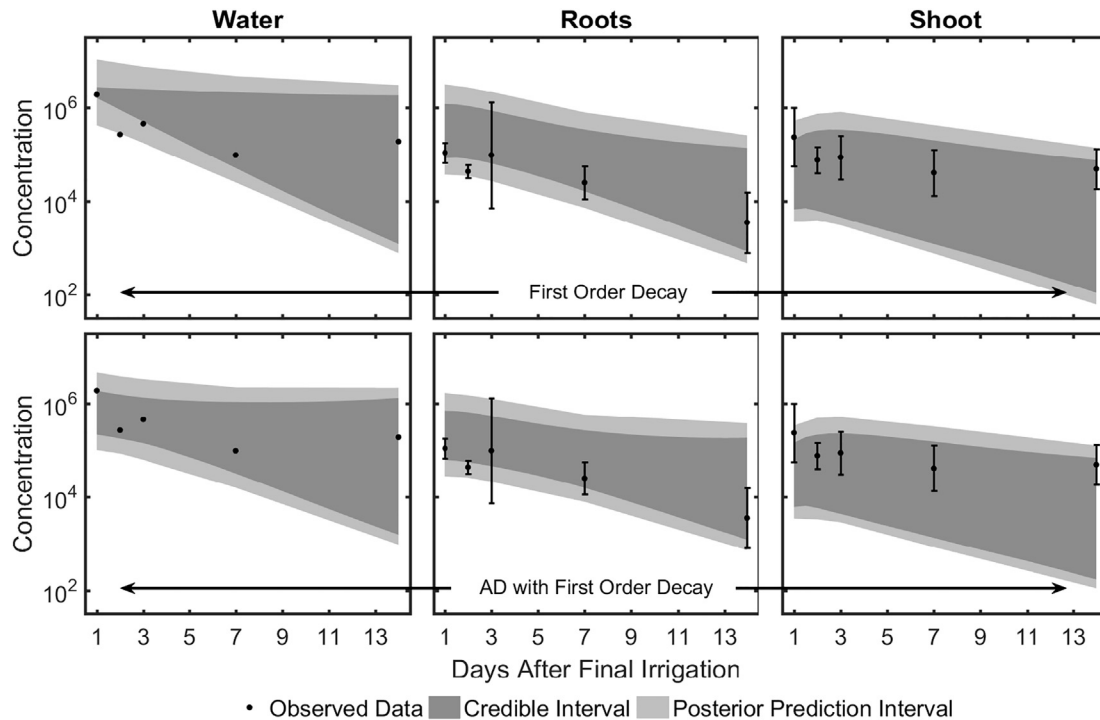 Water Roots Shoot
Concentration
10^6
10^4
10^2
First Order Decay
Concentration
10^6
10^4
10^2
AD with First Order Decay
1 3 5 7 9 11 13 1 3 5 7 9 11 13 1 3 5 7 9 11 13
Days After Final Irrigation
Observed Data Credible Interval Posterior Prediction Interval